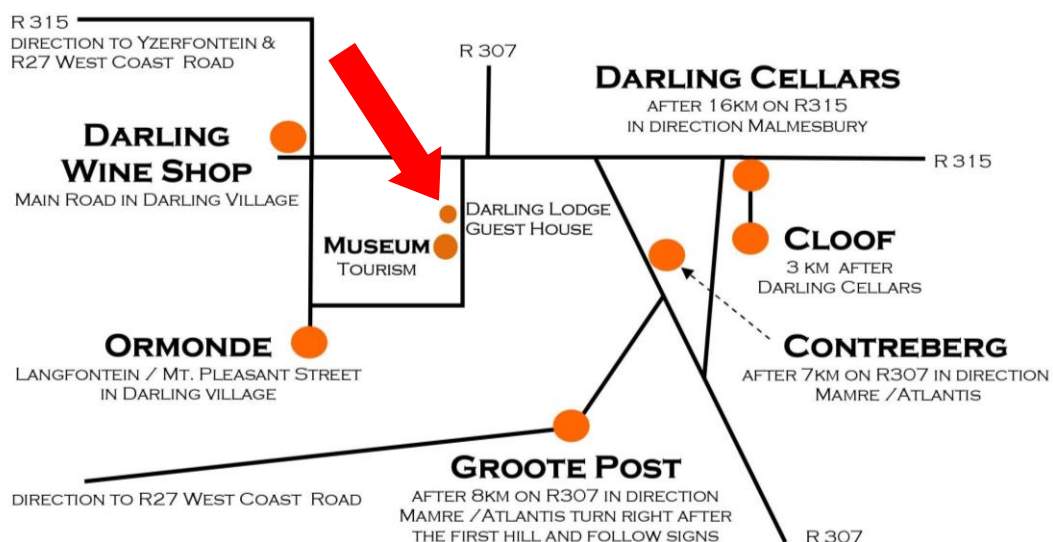 R 315
DIRECTION TO YZERFONTEIN &
R27 WEST COAST ROAD
R 307
DARLING CELLARS
AFTER 16KM ON R315
IN DIRECTION MALMESBURY
DARLING
WINE SHOP
MAIN ROAD IN DARLING VILLAGE
R 315
DARLING LODGE
GUEST HOUSE
MUSEUM
TOURISM
CLOOF
3 KM AFTER
DARLING CELLARS
ORMONDE
LANGFONTEIN / MT. PLEASANT STREET
IN DARLING VILLAGE
CONTREBERG
AFTER 7KM ON R307 IN DIRECTION
MAMRE /ATLANTIS
GROOTE POST
AFTER 8KM ON R307 IN DIRECTION
MAMRE /ATLANTIS TURN RIGHT AFTER
THE FIRST HILL AND FOLLOW SIGNS
DIRECTION TO R27 WEST COAST ROAD
R 307